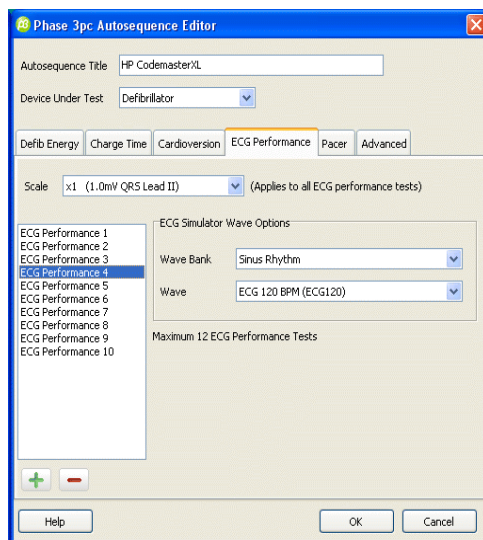 Phase 3pc Autosequence Editor
Autosequence Title HP CodemasterXL
Device Under Test Defibrillator
Defib Energy Charge Time Cardioversion ECG Performance Pacer Advanced
Scale x1 (1.0mV QRS Lead II) (Applies to all ECG performance tests)
ECG Performance 1
ECG Performance 2
ECG Performance 3
ECG Performance 4
ECG Performance 5
ECG Performance 6
ECG Performance 7
ECG Performance 8
ECG Performance 9
ECG Performance 10
ECG Simulator Wave Options
Wave Bank Sinus Rhythm
Wave ECG 120 BPM (ECG120)
Maximum 12 ECG Performance Tests
Help OK Cancel